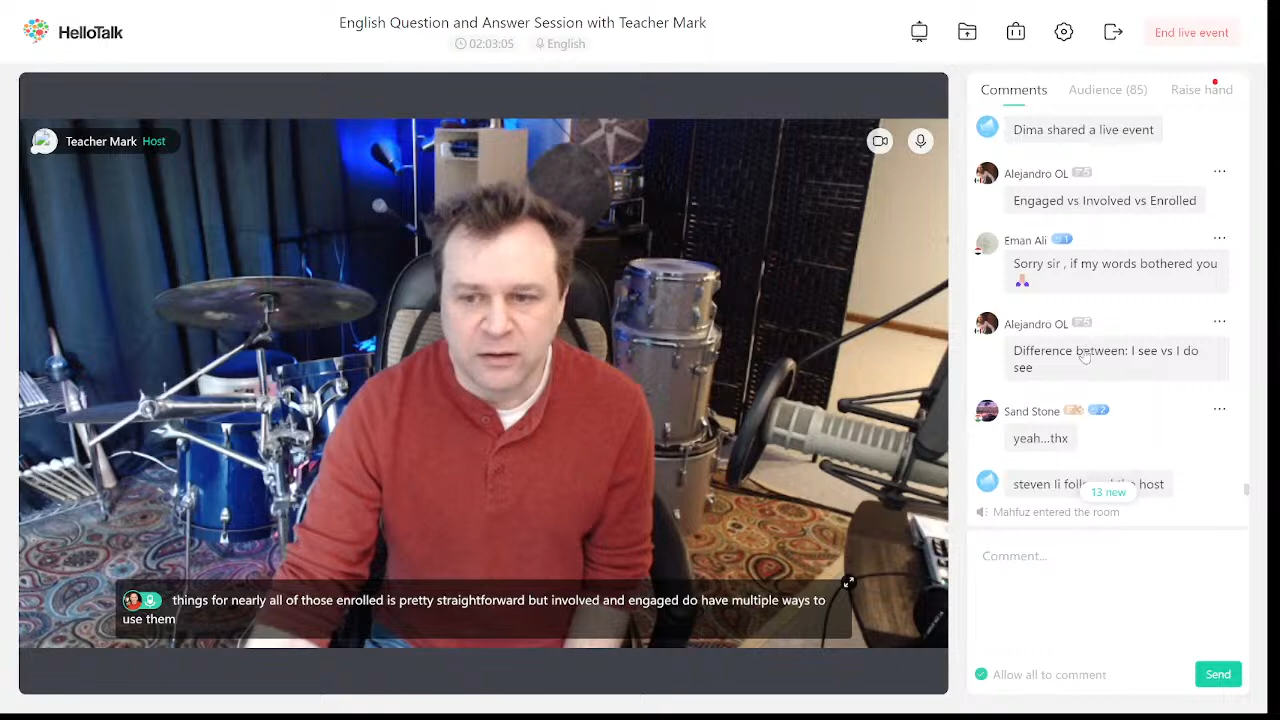 HelloTalk
English Question and Answer Session with Teacher Mark
02:03:05 English
End live event
Teacher Mark Host
things for nearly all of those enrolled is pretty straightforward but involved and engaged do have multiple ways to
use them
Comments Audience (85) Raise hand
Dima shared a live event
Alejandro OL 5
Engaged vs Involved vs Enrolled
Eman Ali 1
Sorry sir , if my words bothered you
Alejandro OL 5
Difference between: I see vs I do
see
Sand Stone 2
yeah...thx
steven li host
13 new
Mahfuz entered the room
Comment...
Allow all to comment
Send